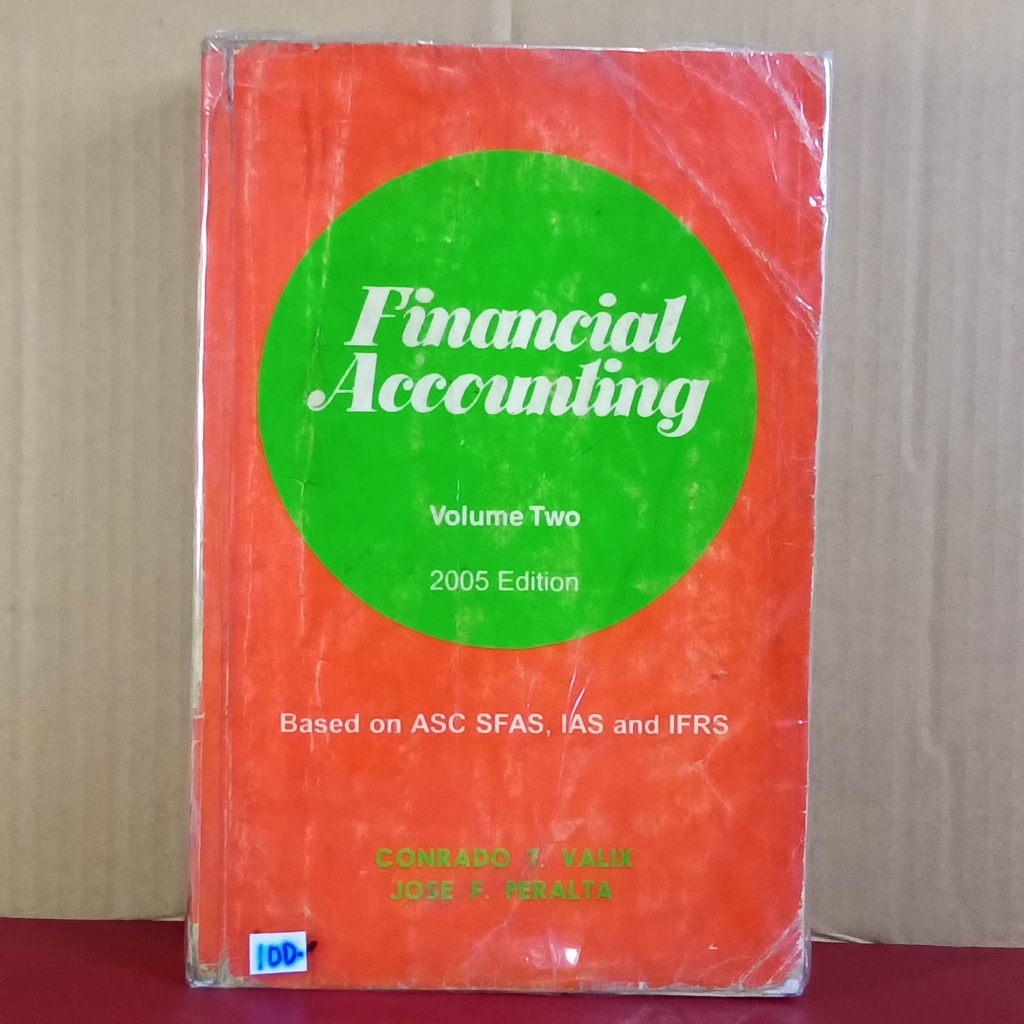 Financial
Accounting
Volume Two
2005 Edition
Based on ASC SFAS, IAS and IFRS
CONRADO T. VALIX
JOSE F. PERALTA
100.-